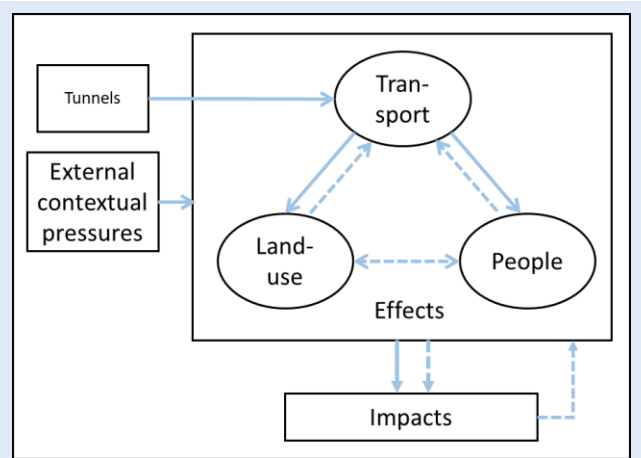 Tran-
sport
Tunnels
External
contextual
pressures
Land-
use
People
Effects
Impacts